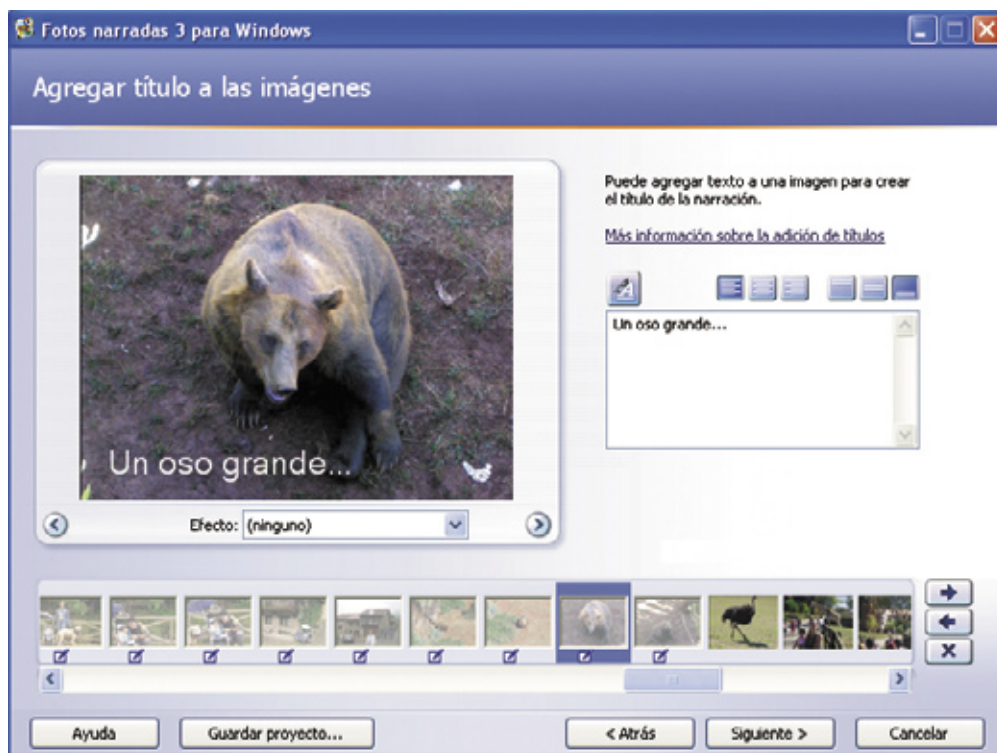 Fotos narradas 3 para Windows
Agregar título a las imágenes
Puede agregar texto a una imagen para crear
el título de la narración.
Más información sobre la adición de títulos
Un oso grande...
Un oso grande...
Efecto: (ninguno)
Ayuda
Guardar proyecto...
< Atrás
Siguiente >
Cancelar